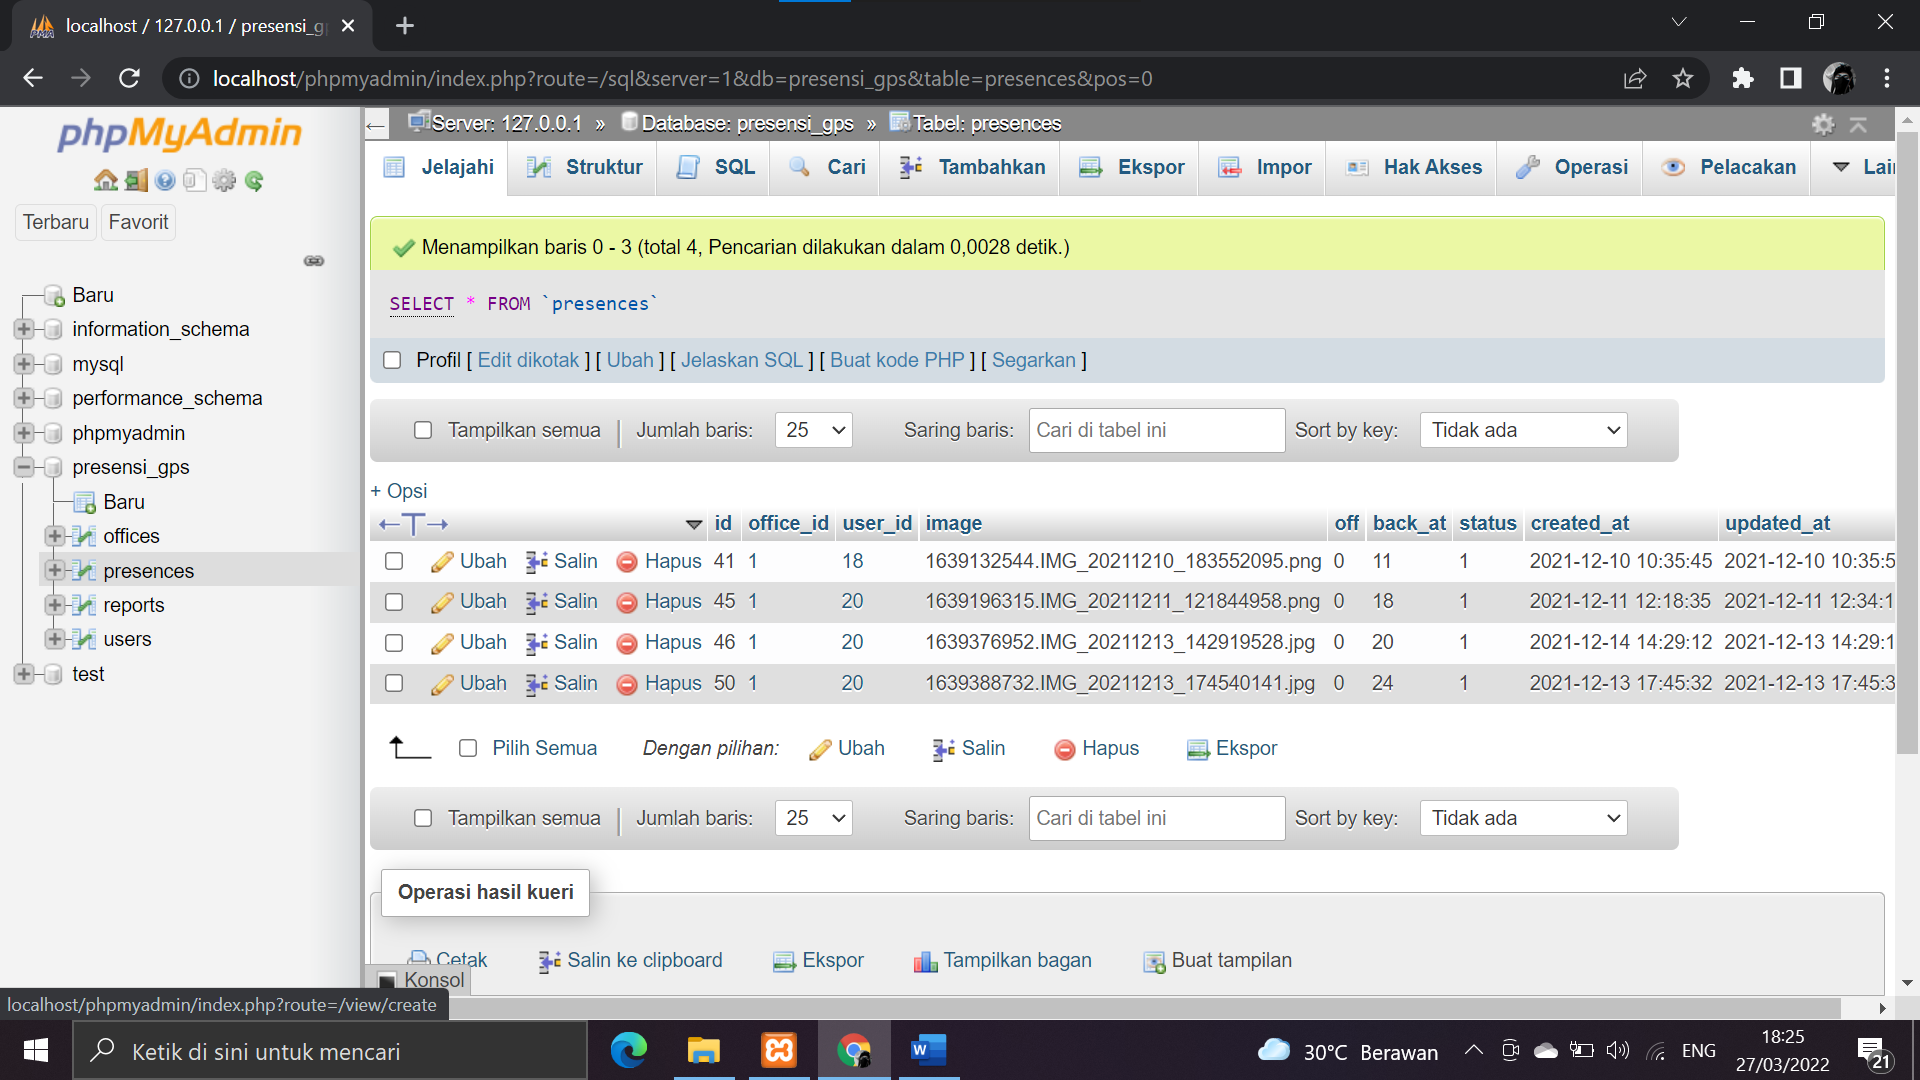 localhost / 127.0.0.1 / presensi_g
localhost/phpmyadmin/index.php?route=/sql&server=1&db=presensi_gps&table=presences&pos=0
phpMyAdmin
Terbaru Favorit
Baru
information_schema
mysql
performance_schema
phpmyadmin
presensi_gps
Baru
offices
presences
reports
users
test
Server: 127.0.0.1 » Database: presensi_gps » Tabel: presences
Jelajahi Struktur SQL Cari Tambahkan Ekspor Impor Hak Akses Operasi Pelacakan Lai
Menampilkan baris 0 - 3 (total 4, Pencarian dilakukan dalam 0,0028 detik.)
SELECT * FROM `presences`
Profil [ Edit dikotak ] [ Ubah ] [ Jelaskan SQL ] [ Buat kode PHP ] [ Segarkan ]
Tampilkan semua | Jumlah baris: 25 Saring baris: Cari di tabel ini Sort by key: Tidak ada
+ Opsi
←T→ id office_id user_id image off back_at status created_at updated_at
Ubah Salin Hapus 41 1 18 1639132544.IMG_20211210_183552095.png 0 11 1 2021-12-10 10:35:45 2021-12-10 10:35:5
Ubah Salin Hapus 45 1 20 1639196315.IMG_20211211_121844958.png 0 18 1 2021-12-11 12:18:35 2021-12-11 12:34:1
Ubah Salin Hapus 46 1 20 1639376952.IMG_20211213_142919528.jpg 0 20 1 2021-12-14 14:29:12 2021-12-13 14:29:1
Ubah Salin Hapus 50 1 20 1639388732.IMG_20211213_174540141.jpg 0 24 1 2021-12-13 17:45:32 2021-12-13 17:45:3
Pilih Semua Dengan pilihan: Ubah Salin Hapus Ekspor
Tampilkan semua | Jumlah baris: 25 Saring baris: Cari di tabel ini Sort by key: Tidak ada
Operasi hasil kueri
Cetak Salin ke clipboard Ekspor Tampilkan bagan Buat tampilan
Konsol
localhost/phpmyadmin/index.php?route=/view/create
Ketik di sini untuk mencari
30°C Berawan
ENG
18:25
27/03/2022
21